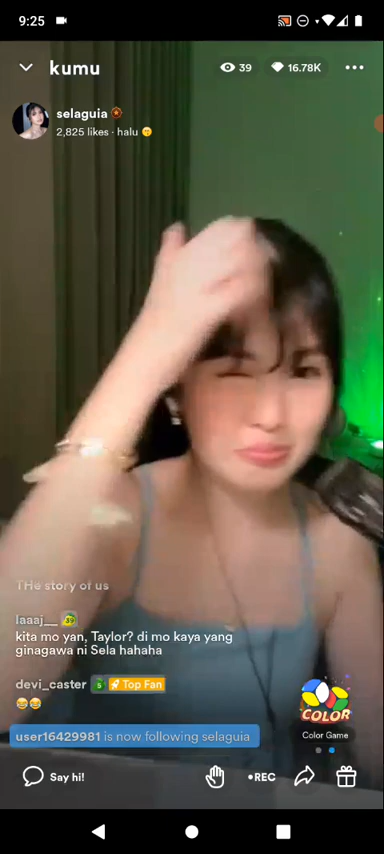 9:25
kumu
39
16.78K
selaguia
2,825 likes · halu
THe story of us
laaaj__ 39
kita mo yan, Taylor? di mo kaya yang
ginagawa ni Sela hahaha
devi_caster 5 Top Fan
user16429981 is now following selaguia
COLOR
Color Game
Say hi!
•REC